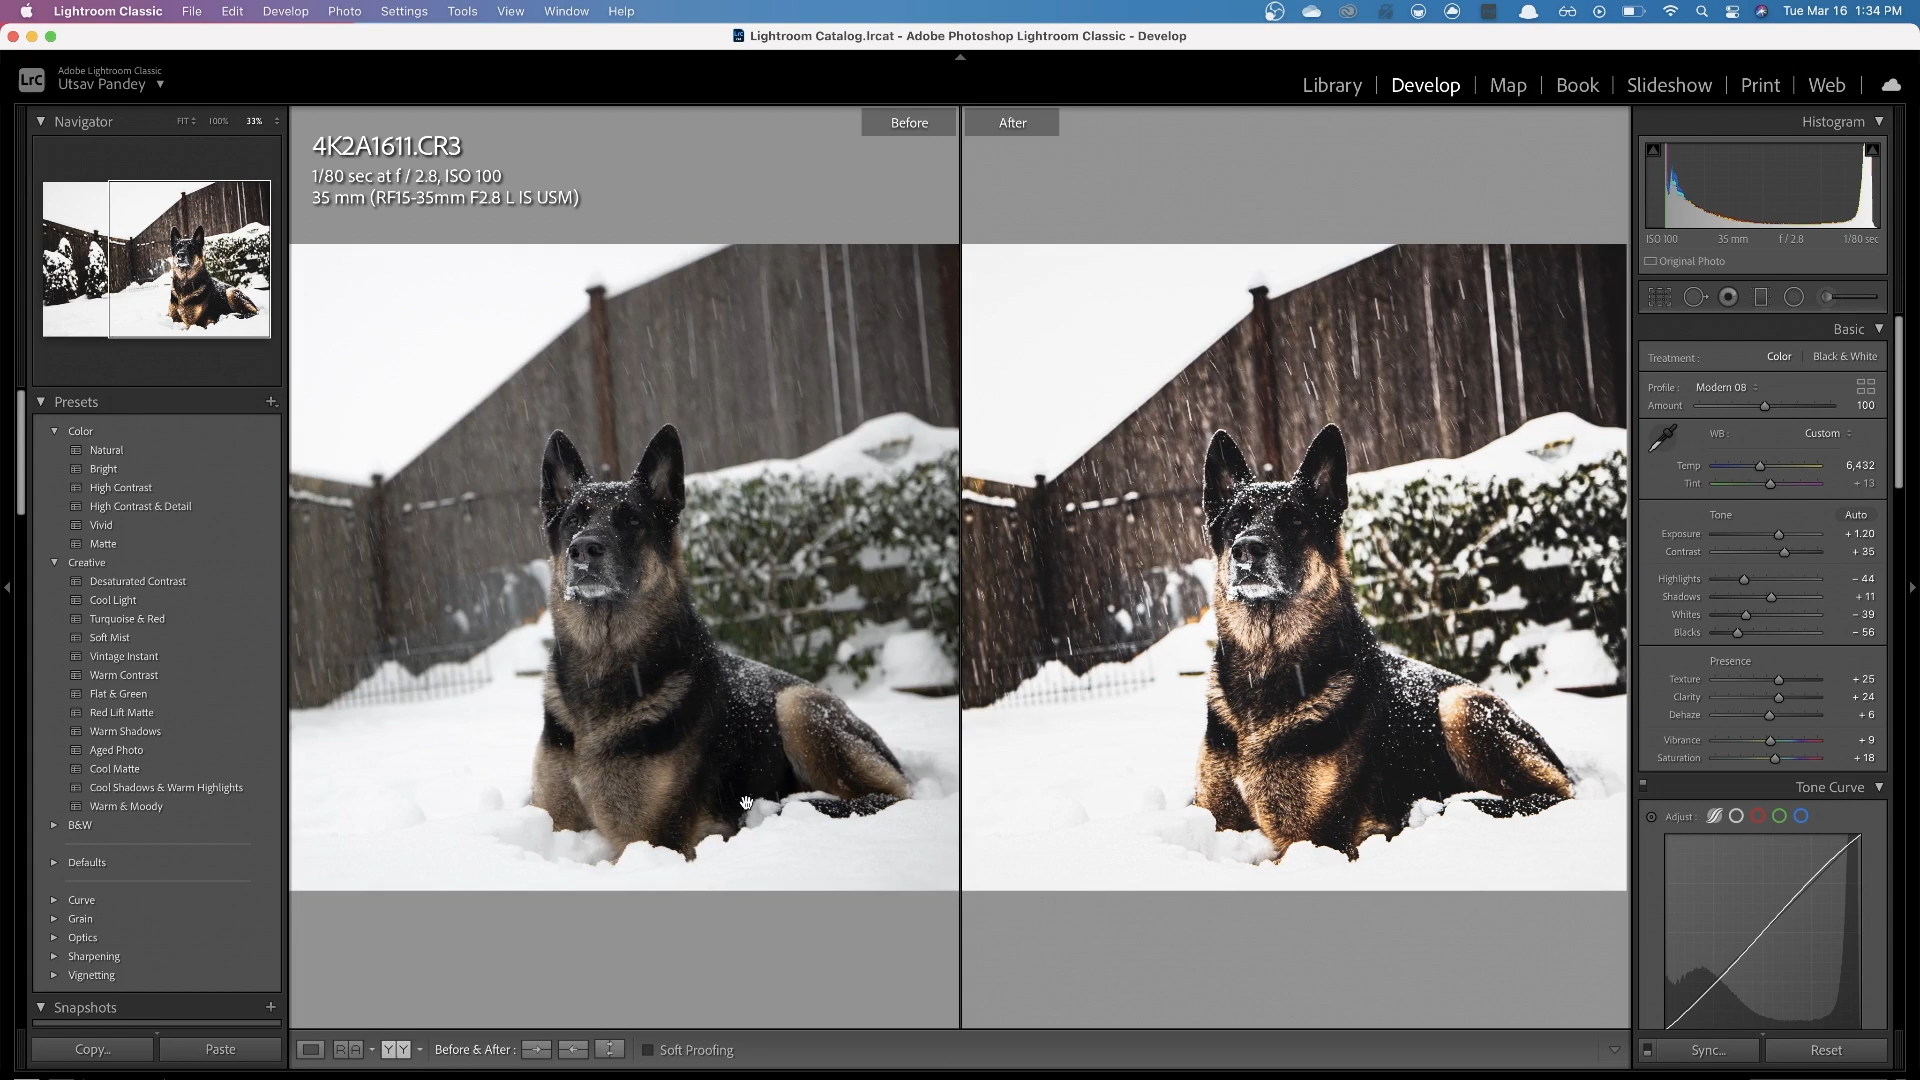 Lightroom Classic File Edit Develop Photo Settings Tools View Window Help Tue Mar 16 1:34 PM
Lightroom Catalog.lrcat - Adobe Photoshop Lightroom Classic - Develop
LrC Adobe Lightroom Classic
Utsav Pandey
Library Develop Map Book Slideshow Print Web
Navigator FIT 100% 33%
Presets
Color
Natural
Bright
High Contrast
High Contrast & Detail
Vivid
Matte
Creative
Desaturated Contrast
Cool Light
Turquoise & Red
Soft Mist
Vintage Instant
Warm Contrast
Flat & Green
Red Lift Matte
Warm Shadows
Aged Photo
Cool Matte
Cool Shadows & Warm Highlights
Warm & Moody
B&W
Defaults
Curve
Grain
Optics
Sharpening
Vignetting
Snapshots
Copy... Paste
Before After
4K2A1611.CR3
1/80 sec at f / 2.8, ISO 100
35 mm (RF15-35mm F2.8 L IS USM)
R A Y Y Before & After : Soft Proofing
Histogram
ISO 100 35 mm f / 2.8 1/80 sec
Original Photo
Basic
Treatment : Color Black & White
Profile : Modern 08
Amount 100
WB : Custom
Temp 6,432
Tint + 13
Tone Auto
Exposure + 1.20
Contrast + 35
Highlights – 44
Shadows + 11
Whites – 39
Blacks – 56
Presence
Texture + 25
Clarity + 24
Dehaze + 6
Vibrance + 9
Saturation + 18
Tone Curve
Adjust :
Sync... Reset